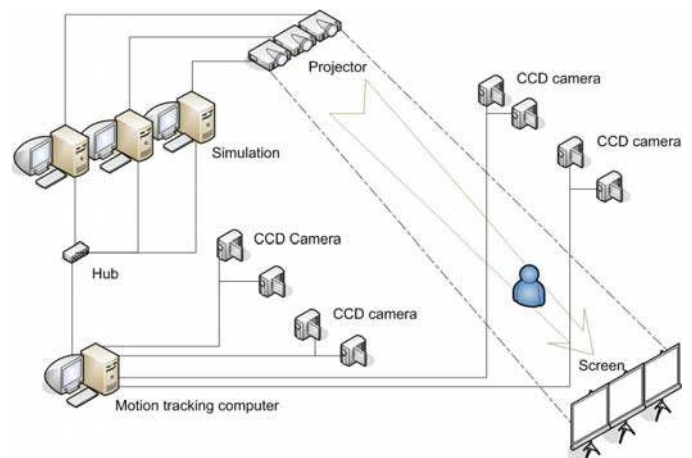 Projector
CCD camera
CCD camera
Simulation
CCD Camera
Hub
CCD camera
Screen
Motion tracking computer